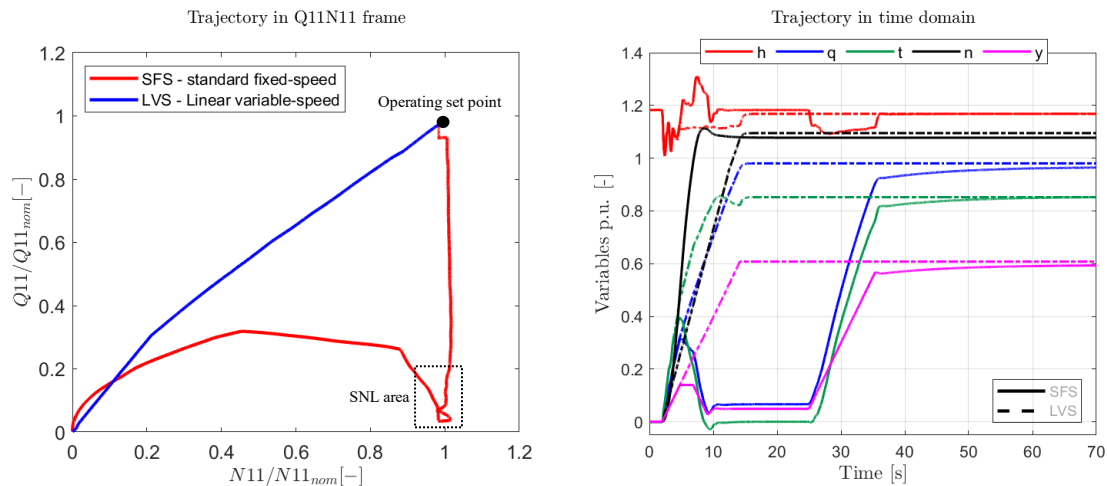 Trajectory in Q11N11 frame
1.2
1
0.8
0.6
0.4
0.2
0
0
0.2
0.4
0.6
0.8
1
1.2
Q11/Q11nom[−]
N11/N11nom[−]
SFS - standard fixed-speed
LVS - Linear variable-speed
Operating set point
SNL area
Trajectory in time domain
h q t n y
1.4
1.2
1
0.8
0.6
0.4
0.2
0
0
10
20
30
40
50
60
70
Variables p.u. [-]
Time [s]
SFS
LVS